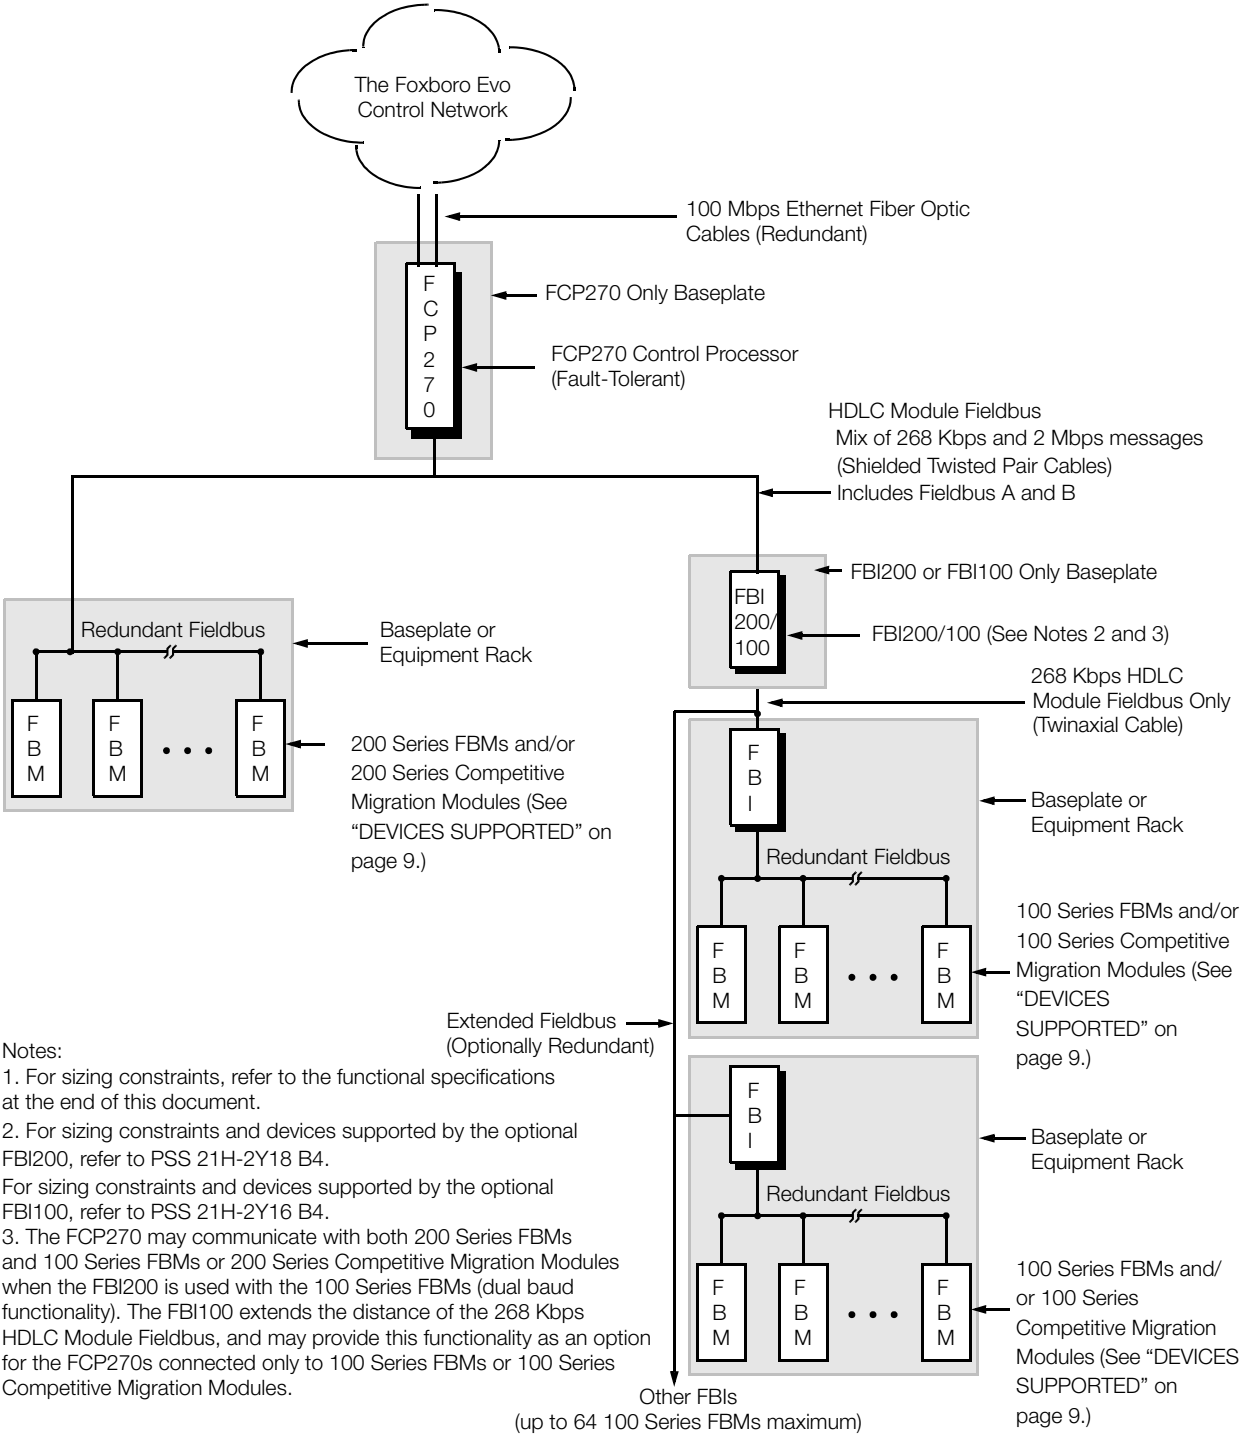 The Foxboro Evo
Control Network
100 Mbps Ethernet Fiber Optic
Cables (Redundant)
F
C
P
2
7
0
FCP270 Only Baseplate
FCP270 Control Processor
(Fault-Tolerant)
HDLC Module Fieldbus
Mix of 268 Kbps and 2 Mbps messages
(Shielded Twisted Pair Cables)
Includes Fieldbus A and B
FBI200 or FBI100 Only Baseplate
FBI
200/
100
FBI200/100 (See Notes 2 and 3)
Redundant Fieldbus
Baseplate or
Equipment Rack
F
B
M
F
B
M
F
B
M
200 Series FBMs and/or
200 Series Competitive
Migration Modules (See
“DEVICES SUPPORTED” on
page 9.)
268 Kbps HDLC
Module Fieldbus Only
(Twinaxial Cable)
F
B
I
Baseplate or
Equipment Rack
Redundant Fieldbus
F
B
M
F
B
M
F
B
M
100 Series FBMs and/or
100 Series Competitive
Migration Modules (See
“DEVICES
SUPPORTED” on
page 9.)
Extended Fieldbus
(Optionally Redundant)
F
B
I
Baseplate or
Equipment Rack
Redundant Fieldbus
F
B
M
F
B
M
F
B
M
100 Series FBMs and/
or 100 Series
Competitive Migration
Modules (See “DEVICES
SUPPORTED” on
page 9.)
Other FBIs
(up to 64 100 Series FBMs maximum)
Notes:
1. For sizing constraints, refer to the functional specifications
at the end of this document.
2. For sizing constraints and devices supported by the optional
FBI200, refer to PSS 21H-2Y18 B4.
For sizing constraints and devices supported by the optional
FBI100, refer to PSS 21H-2Y16 B4.
3. The FCP270 may communicate with both 200 Series FBMs
and 100 Series FBMs or 200 Series Competitive Migration Modules
when the FBI200 is used with the 100 Series FBMs (dual baud
functionality). The FBI100 extends the distance of the 268 Kbps
HDLC Module Fieldbus, and may provide this functionality as an option
for the FCP270s connected only to 100 Series FBMs or 100 Series
Competitive Migration Modules.